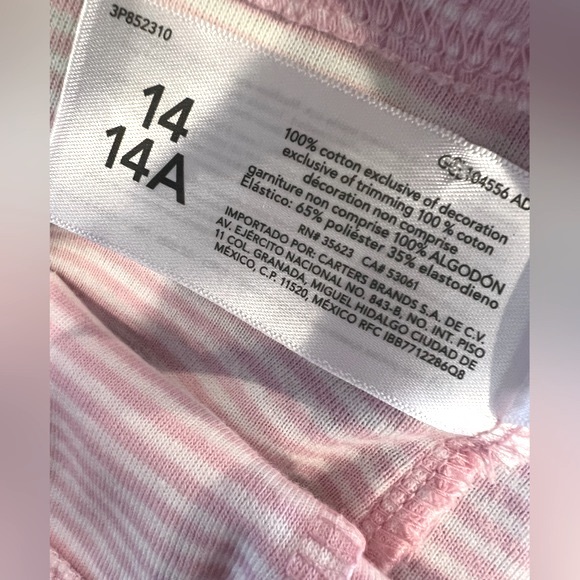 3P852310
14
14A
104556 AD
100% cotton exclusive of decoration
exclusive of trimming 100 % coton
décoration non comprise
garniture non comprise 100% ALGODÓN
Elástico: 65% poliéster 35% elastodieno
RN# 35623 CA# 53061
IMPORTADO POR: CARTERS BRANDS S.A. DE C.V.
AV. EJÉRCITO NACIONAL NO. 843-B, NO. INT. PISO
11 COL. GRANADA, MIGUEL HIDALGO CIUDAD DE
MÉXICO, C.P. 11520, MÉXICO RFC IBB7712286Q8